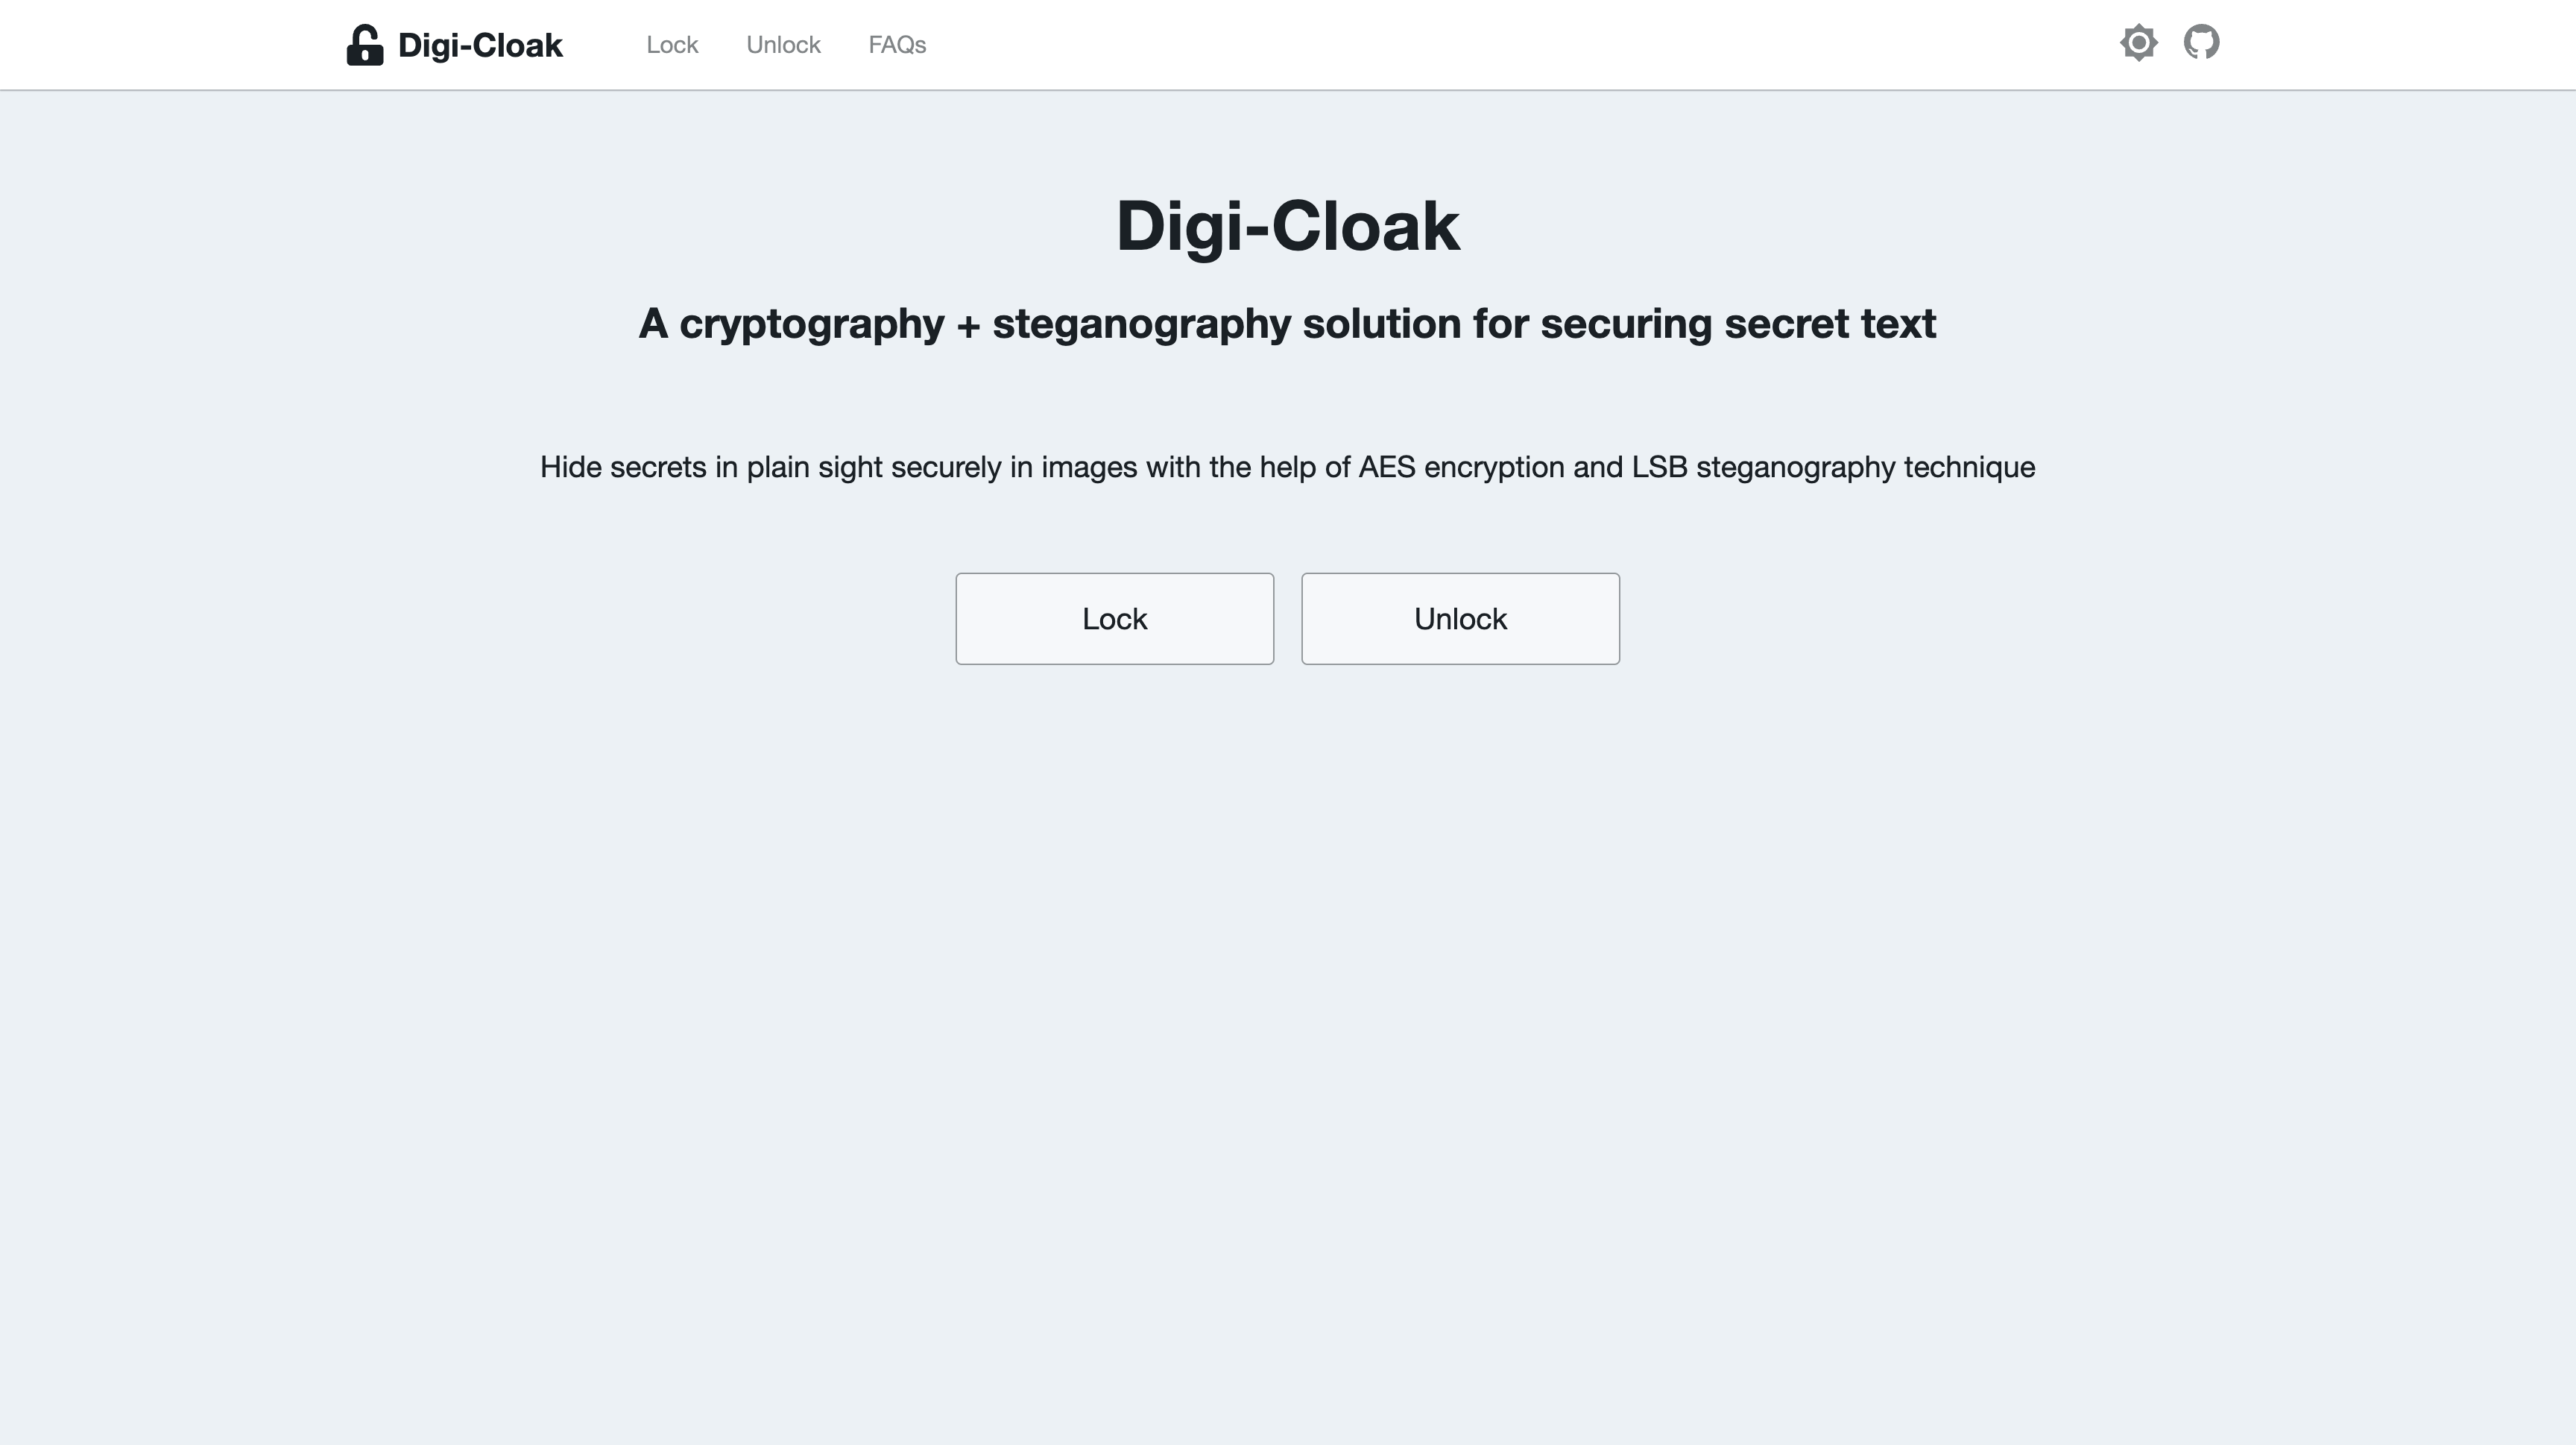 Digi-Cloak
Lock
Unlock
FAQs
Digi-Cloak
A cryptography + steganography solution for securing secret text
Hide secrets in plain sight securely in images with the help of AES encryption and LSB steganography technique
Lock
Unlock